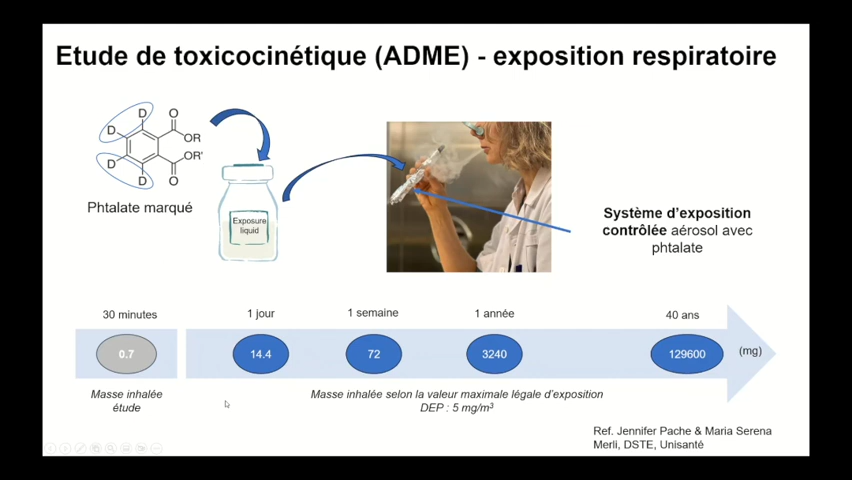 Etude de toxicocinétique (ADME) - exposition respiratoire
D
O
D
OR
D
OR'
D
O
Phtalate marqué
Exposure
liquid
Système d'exposition
contrôlée aérosol avec
phtalate
30 minutes
1 jour
1 semaine
1 année
40 ans
0.7
14.4
72
3240
129600
(mg)
Masse inhalée
étude
Masse inhalée selon la valeur maximale légale d'exposition
DEP : 5 mg/m³
Ref. Jennifer Pache & Maria Serena
Merli, DSTE, Unisanté